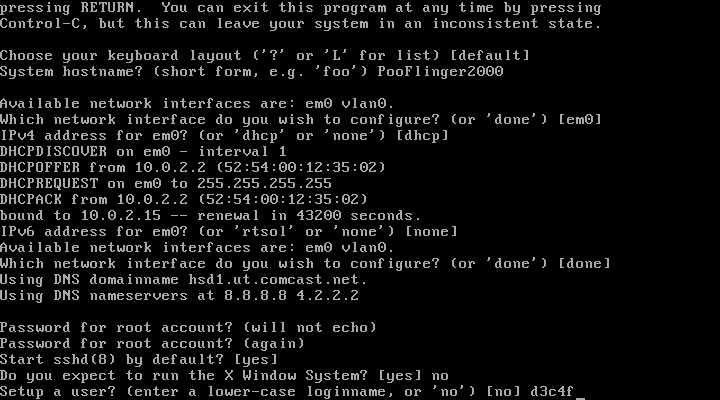 pressing RETURN.  You can exit this program at any time by pressing
Control-C, but this can leave your system in an inconsistent state.

Choose your keyboard layout ('?' or 'L' for list) [default]
System hostname? (short form, e.g. 'foo') PooFlinger2000

Available network interfaces are: em0 vlan0.
Which network interface do you wish to configure? (or 'done') [em0]
IPv4 address for em0? (or 'dhcp' or 'none') [dhcp]
DHCPDISCOVER on em0 - interval 1
DHCPOFFER from 10.0.2.2 (52:54:00:12:35:02)
DHCPREQUEST on em0 to 255.255.255.255
DHCPACK from 10.0.2.2 (52:54:00:12:35:02)
bound to 10.0.2.15 -- renewal in 43200 seconds.
IPv6 address for em0? (or 'rtsol' or 'none') [none]
Available network interfaces are: em0 vlan0.
Which network interface do you wish to configure? (or 'done') [done]
Using DNS domainname hsd1.ut.comcast.net.
Using DNS nameservers at 8.8.8.8 4.2.2.2

Password for root account? (will not echo)
Password for root account? (again)
Start sshd(8) by default? [yes]
Do you expect to run the X Window System? [yes] no
Setup a user? (enter a lower-case loginname, or 'no') [no] d3c4f_